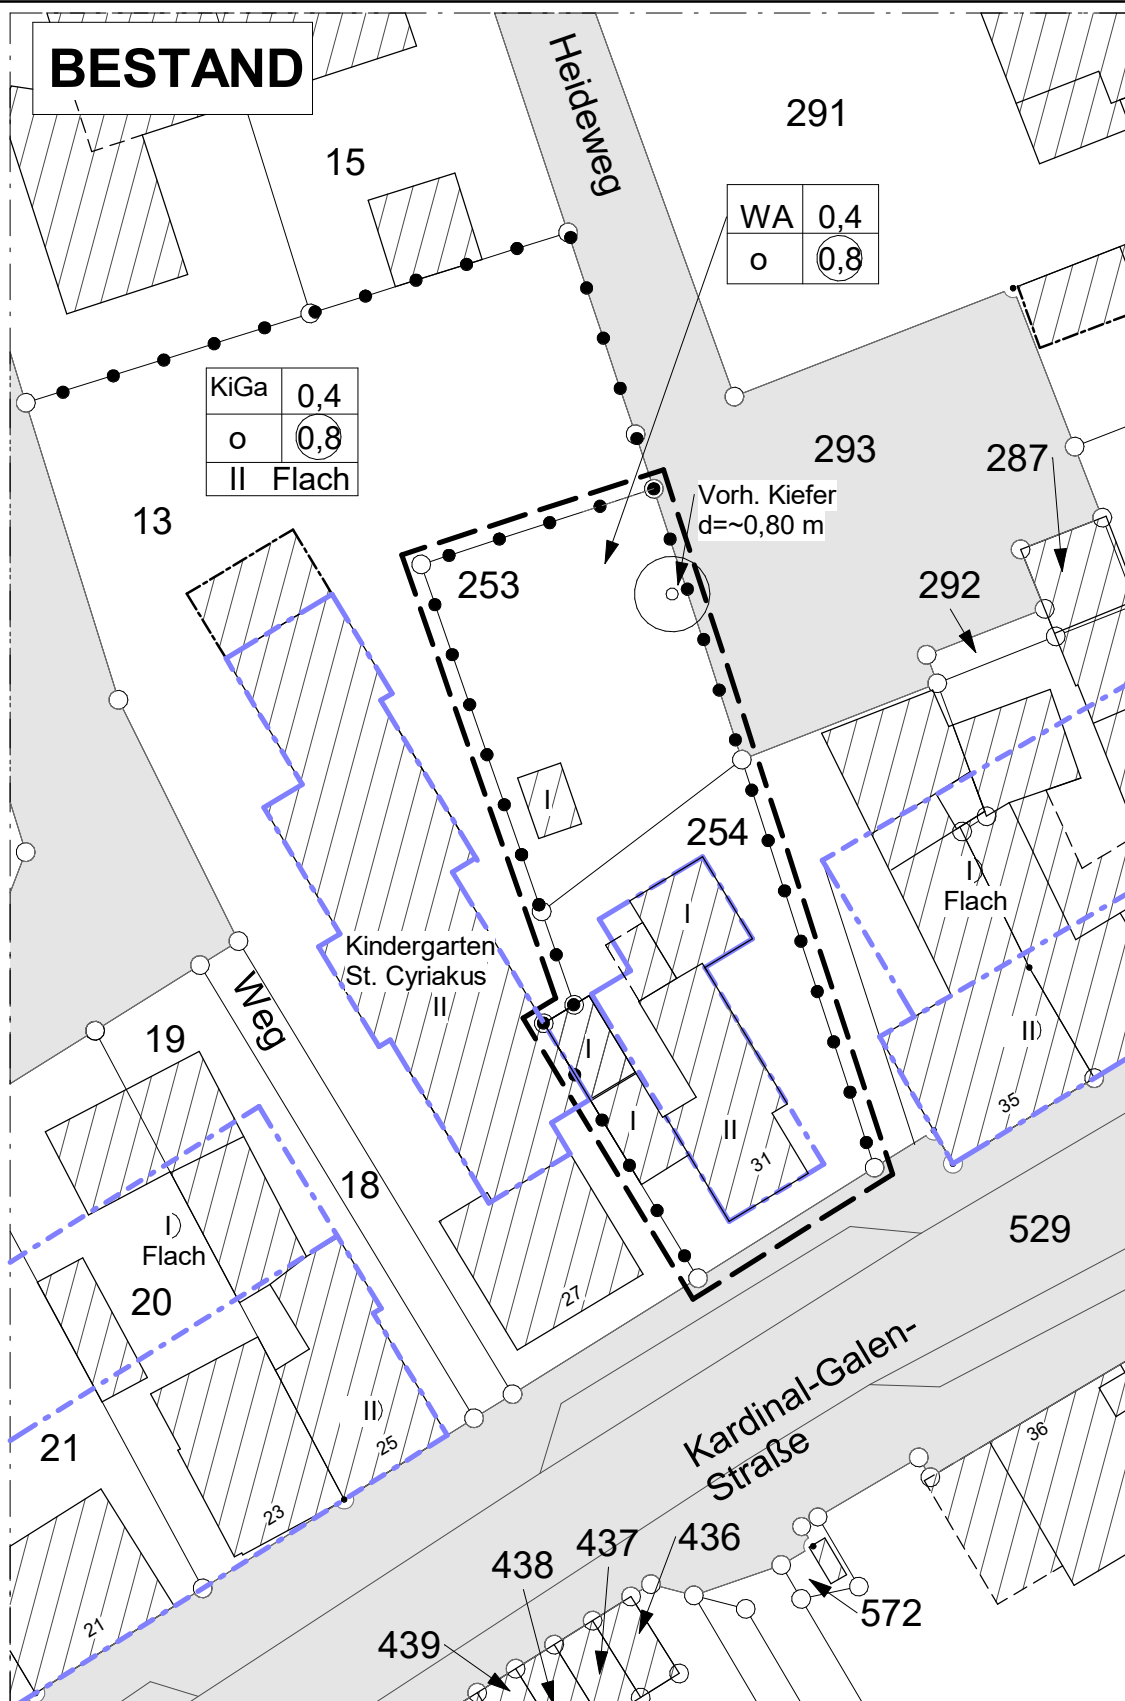 BESTAND
Heideweg
291
15
WA 0,4
o 0,8
KiGa 0,4
o 0,8
II Flach
293
287
Vorh. Kiefer
d=~0,80 m
13
253
292
I
254
I)
Flach
I
Kindergarten
St. Cyriakus
II
Weg
19
I
II)
35
I
II
31
18
I)
Flach
20
27
529
Kardinal-Galen-
Straße
II)
25
21
23
36
438
437
436
572
21
439